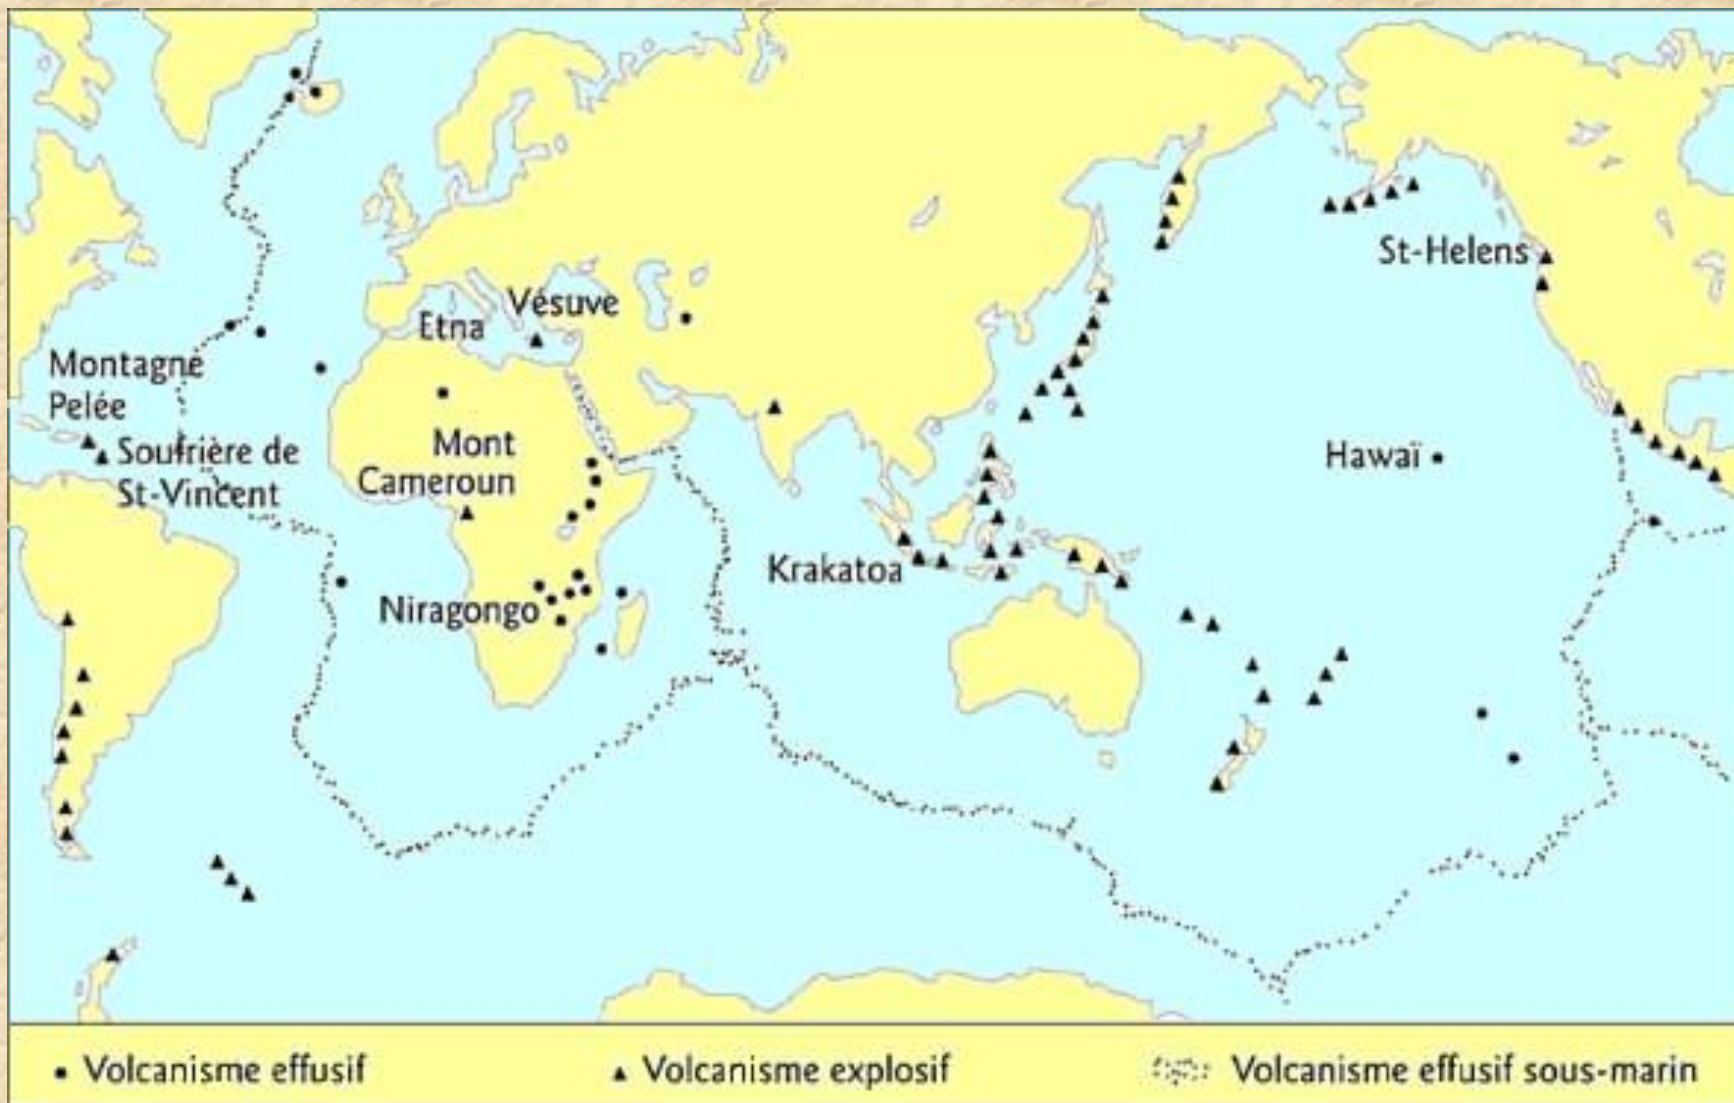 St-Helens
Vésuve
Etna
Montagne
Pelée
Soufrière de
St-Vincent
Mont
Cameroun
Hawaï
Krakatoa
Niragongo
Volcanisme effusif
Volcanisme explosif
Volcanisme effusif sous-marin